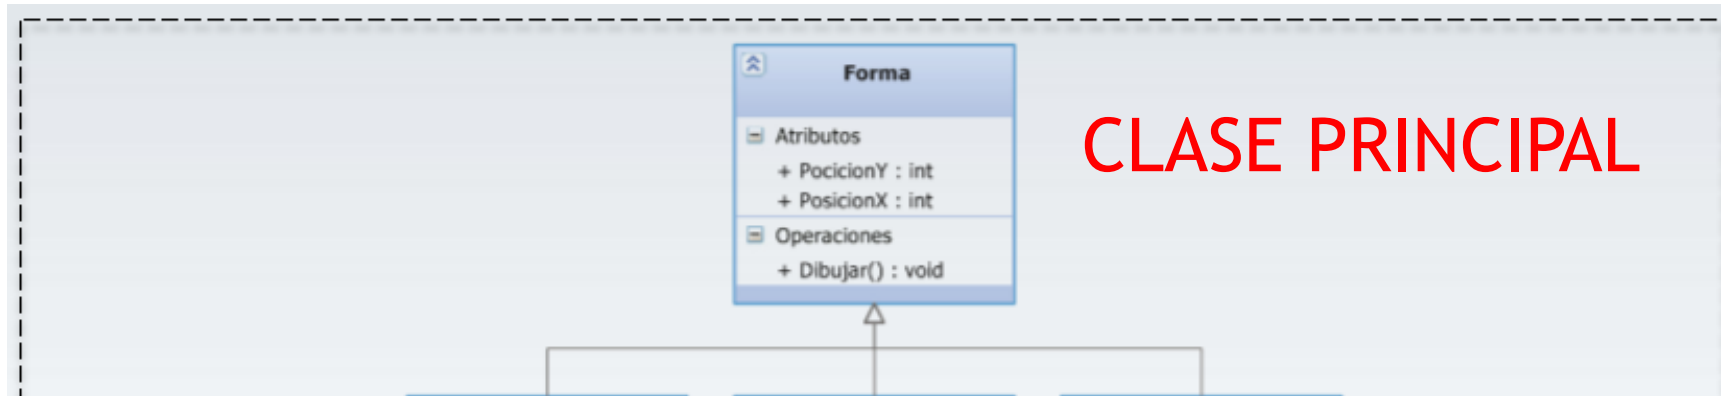 Forma
CLASE PRINCIPAL
Atributos
+ PocicionY : int
+ PosicionX : int
Operaciones
+ Dibujar() : void